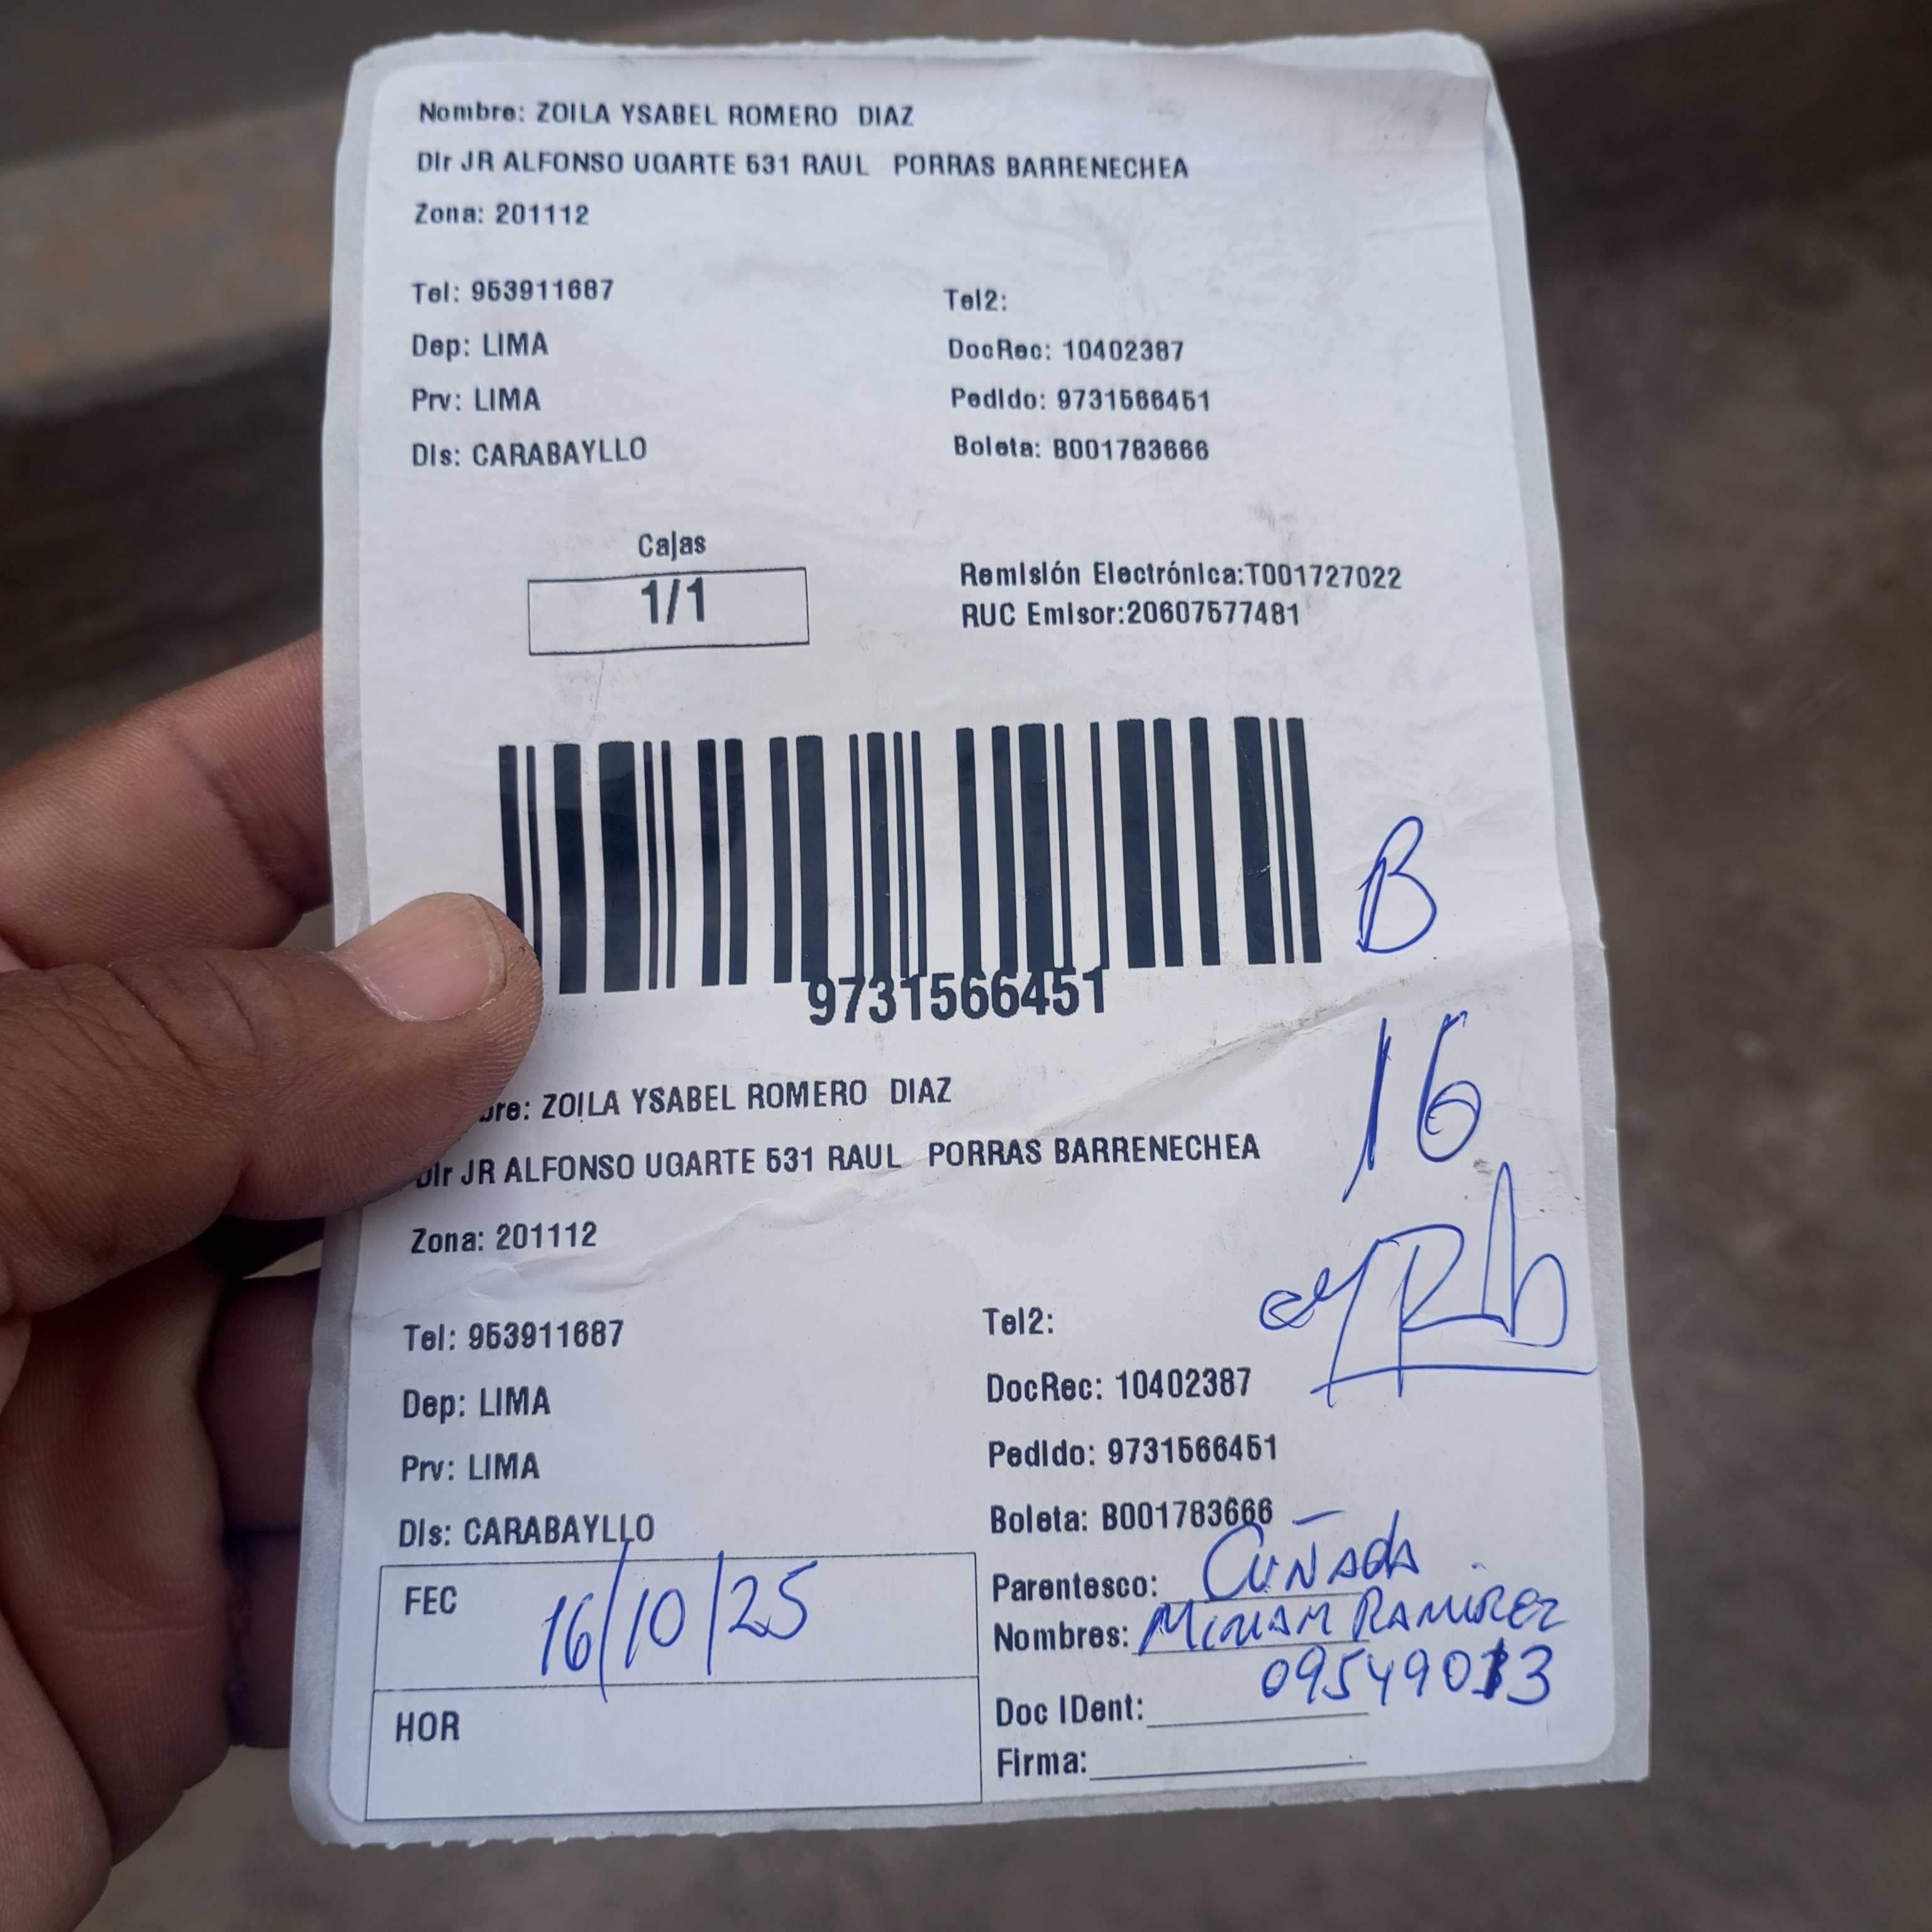 Nombre: ZOILA YSABEL ROMERO DIAZ
Dir JR ALFONSO UGARTE 531 RAUL PORRAS BARRENECHEA
Zona: 201112
Tel: 953911687
Tel2:
Dep: LIMA
DocRec: 10402387
Prv: LIMA
Pedido: 9731566451
Dis: CARABAYLLO
Boleta: B001783666
Cajas
1/1
Remisión Electrónica:T001727022
RUC Emisor:20607577481
9731566451
B
16
bre: ZOILA YSABEL ROMERO DIAZ
Dir JR ALFONSO UGARTE 531 RAUL PORRAS BARRENECHEA
Zona: 201112
Tel: 953911687
Tel2:
Dep: LIMA
DocRec: 10402387
Prv: LIMA
Pedido: 9731566451
Dis: CARABAYLLO
Boleta: B001783666
FEC 16/10/25
HOR
Parentesco: CUÑADA
Nombres: MIRIAM RAMIREZ
09549013
Doc IDent:
Firma: